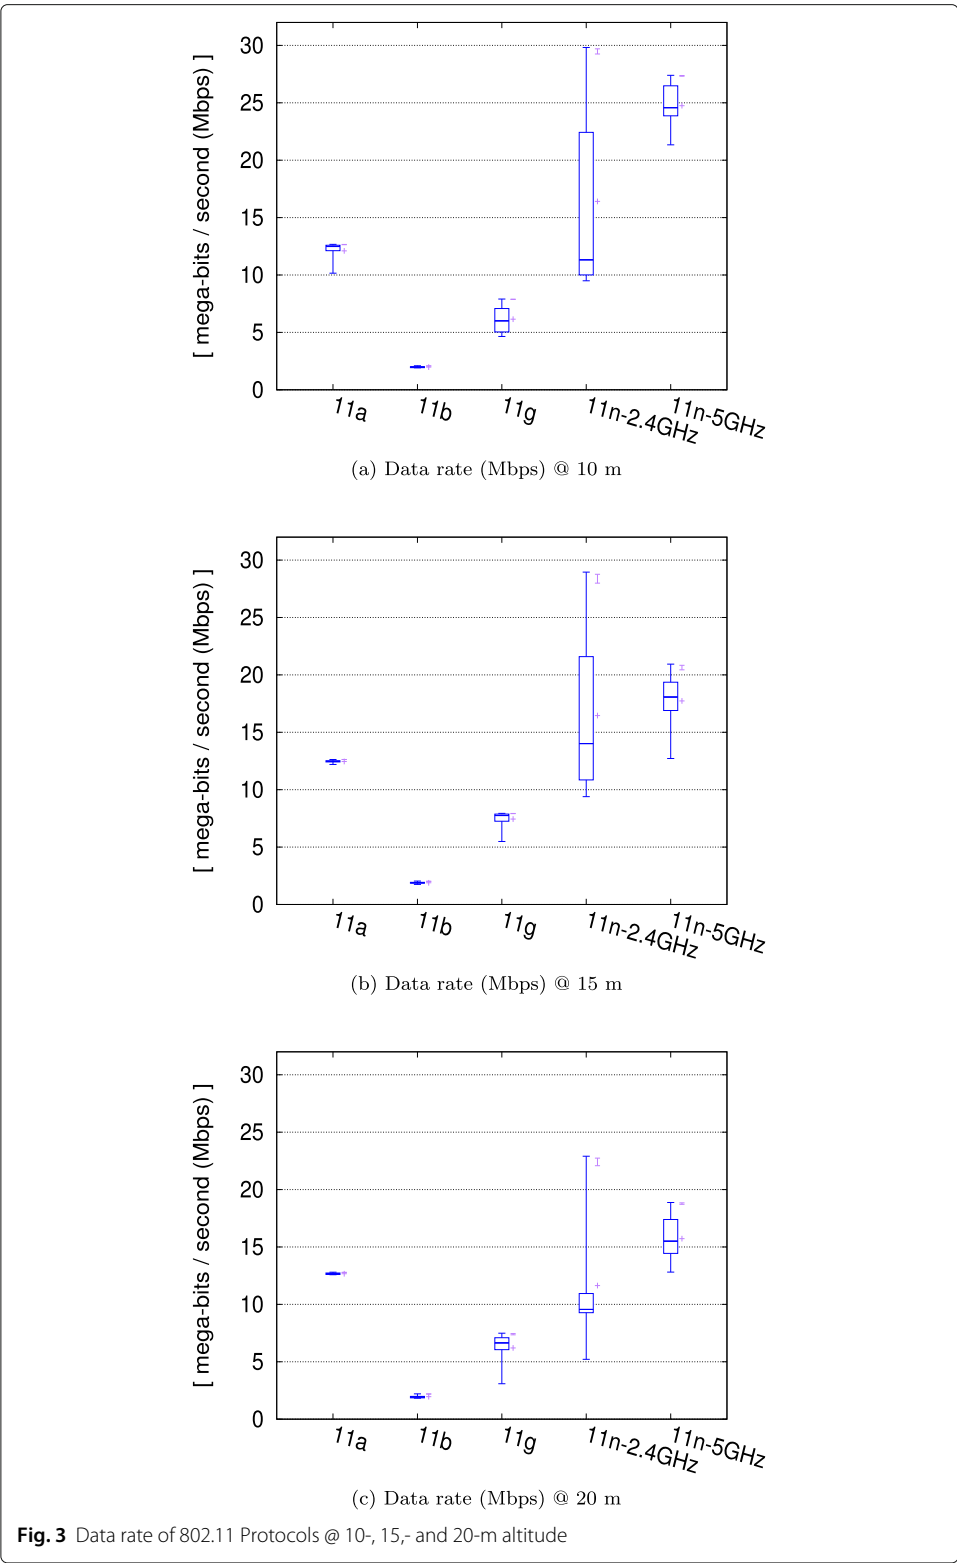 [ mega-bits / second (Mbps) ]
30
25
20
15
10
5
0
11a
11b
11g
11n-2.4GHz
11n-5GHz
(a) Data rate (Mbps) @ 10 m
[ mega-bits / second (Mbps) ]
30
25
20
15
10
5
0
11a
11b
11g
11n-2.4GHz
11n-5GHz
(b) Data rate (Mbps) @ 15 m
[ mega-bits / second (Mbps) ]
30
25
20
15
10
5
0
11a
11b
11g
11n-2.4GHz
11n-5GHz
(c) Data rate (Mbps) @ 20 m
Fig. 3 Data rate of 802.11 Protocols @ 10-, 15,- and 20-m altitude